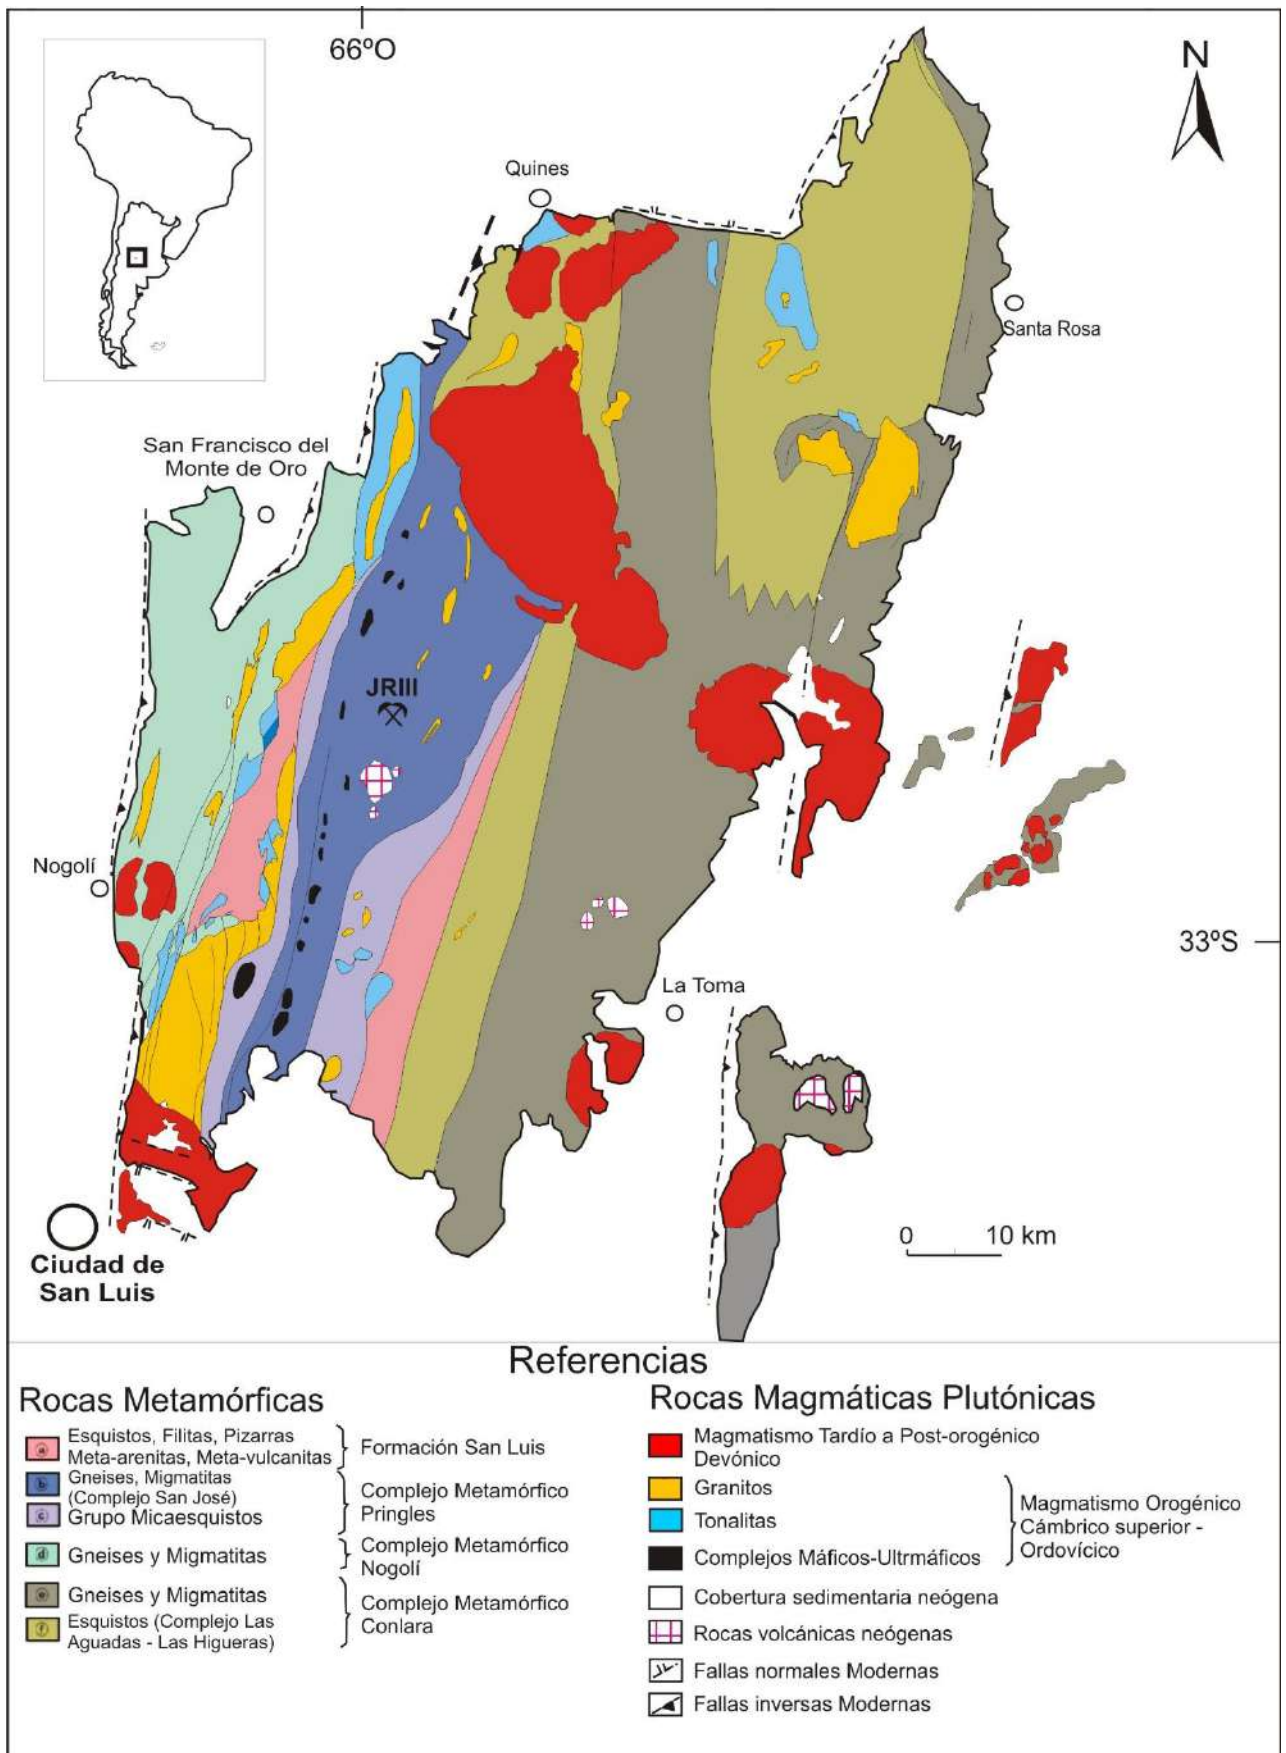 66ºO
N
Quines
Santa Rosa
San Francisco del
Monte de Oro
JRIII
Nogolí
33ºS
La Toma
0 10 km
Ciudad de
San Luis
Referencias
Rocas Metamórficas
Esquistos, Filitas, Pizarras
Meta-arenitas, Meta-vulcanitas
Formación San Luis
Gneises, Migmatitas
(Complejo San José)
Grupo Micaesquistos
Complejo Metamórfico
Pringles
Gneises y Migmatitas
Complejo Metamórfico
Nogolí
Gneises y Migmatitas
Esquistos (Complejo Las
Aguadas - Las Higueras)
Complejo Metamórfico
Conlara
Rocas Magmáticas Plutónicas
Magmatismo Tardío a Post-orogénico
Devónico
Granitos
Tonalitas
Complejos Máficos-Ultrmáficos
Magmatismo Orogénico
Cámbrico superior -
Ordovícico
Cobertura sedimentaria neógena
Rocas volcánicas neógenas
Fallas normales Modernas
Fallas inversas Modernas